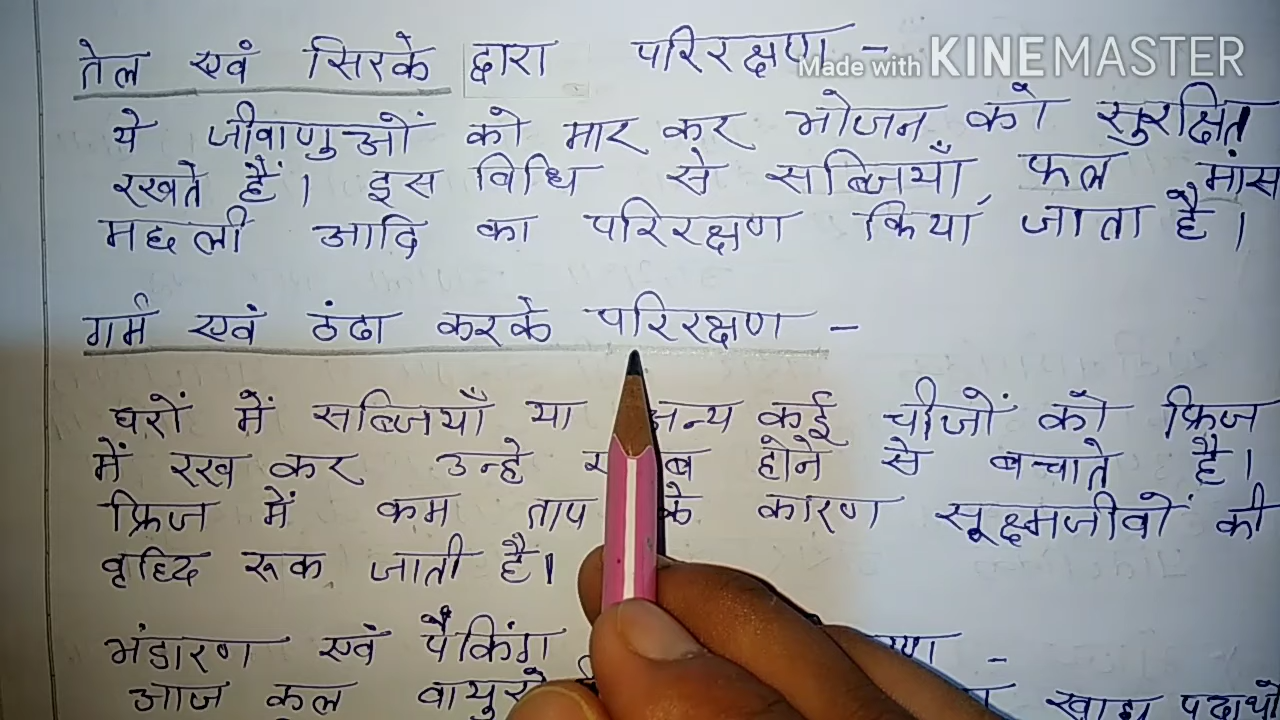 तेल एवं सिरके द्वारा परिरक्षण -
Made with KINEMASTER
ये जीवाणुओं को मार कर भोजन को सुरक्षित
रखते हैं। इस विधि से सब्जियाँ, फल मांस
मछली आदि का परिरक्षण किया जाता है।
गर्म एवं ठंढा करके परिरक्षण -
घरों में सब्जियाँ या कई चीजों को फ्रिज
में रख कर उन्हे होने से बचाते है।
फ्रिज में कम ताप के कारण सूक्ष्मजीवों की
वृध्दि रूक जाती है।
भंडारण एवं पैकिंग -
आज कल खाद्य पदार्थो